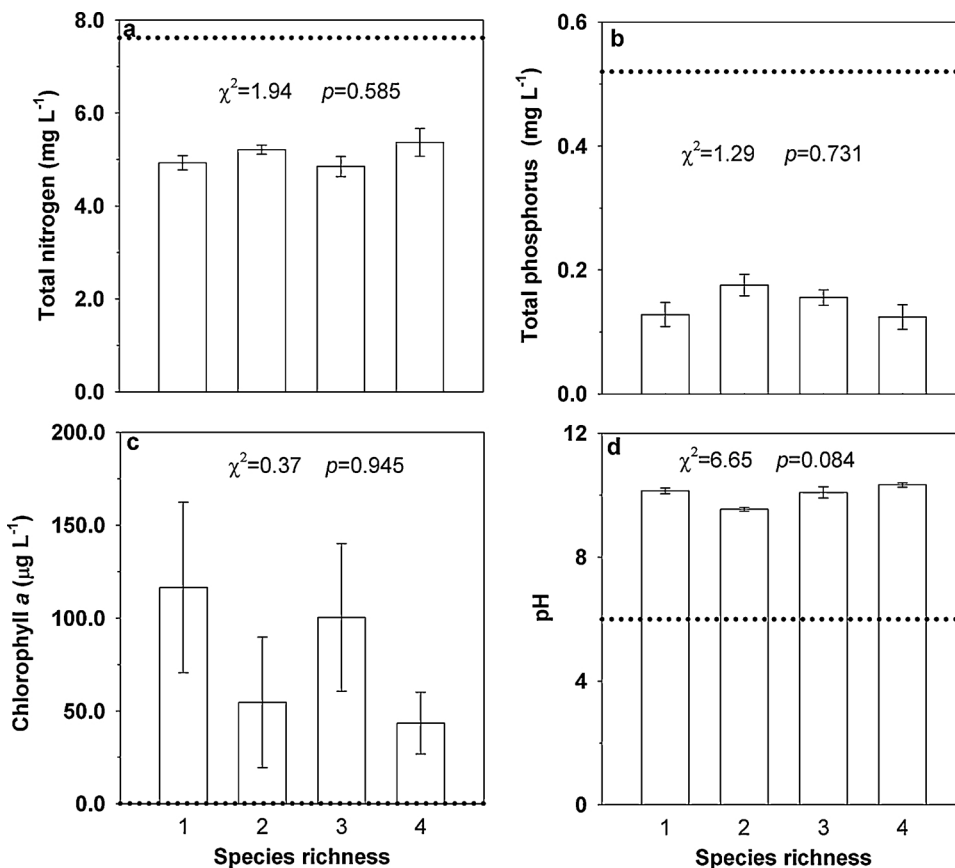 a
χ²=1.94 p=0.585
Total nitrogen (mg L⁻¹)
8.0
6.0
4.0
2.0
0.0
b
χ²=1.29 p=0.731
Total phosphorus (mg L⁻¹)
0.6
0.4
0.2
0.0
c
χ²=0.37 p=0.945
Chlorophyll a (μg L⁻¹)
200.0
150.0
100.0
50.0
0.0
1 2 3 4
Species richness
d
χ²=6.65 p=0.084
pH
12
8
4
0
1 2 3 4
Species richness